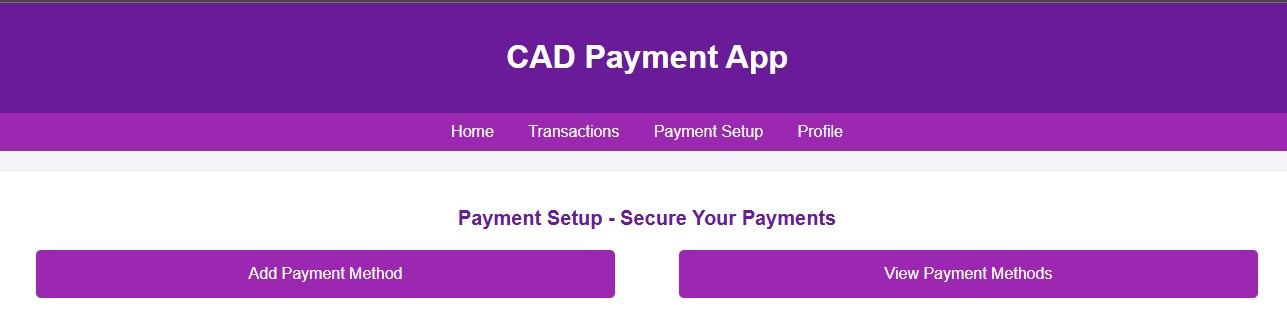 CAD Payment App
Home Transactions Payment Setup Profile
Payment Setup - Secure Your Payments
Add Payment Method View Payment Methods